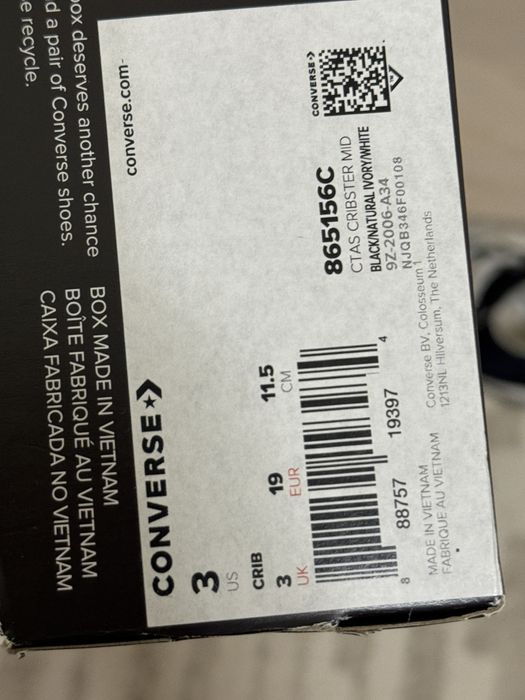 ox deserves another chance
d a pair of Converse shoes.
e recycle.
BOX MADE IN VIETNAM
BOÎTE FABRIQUÉ AU VIETNAM
CAIXA FABRICADA NO VIETNAM
converse.com
CONVERSE
3
US
CRIB
3 19 11.5
UK EUR CM
8 88757 19397 4
CONVERSE
865156C
CTAS CRIBSTER MID
BLACK/NATURAL IVORY/WHITE
9Z-2006-A34
NJQB346F00108
MADE IN VIETNAM
FABRIQUE AU VIETNAM
Converse BV, Colosseum 1
1213NL Hilversum, The Netherlands